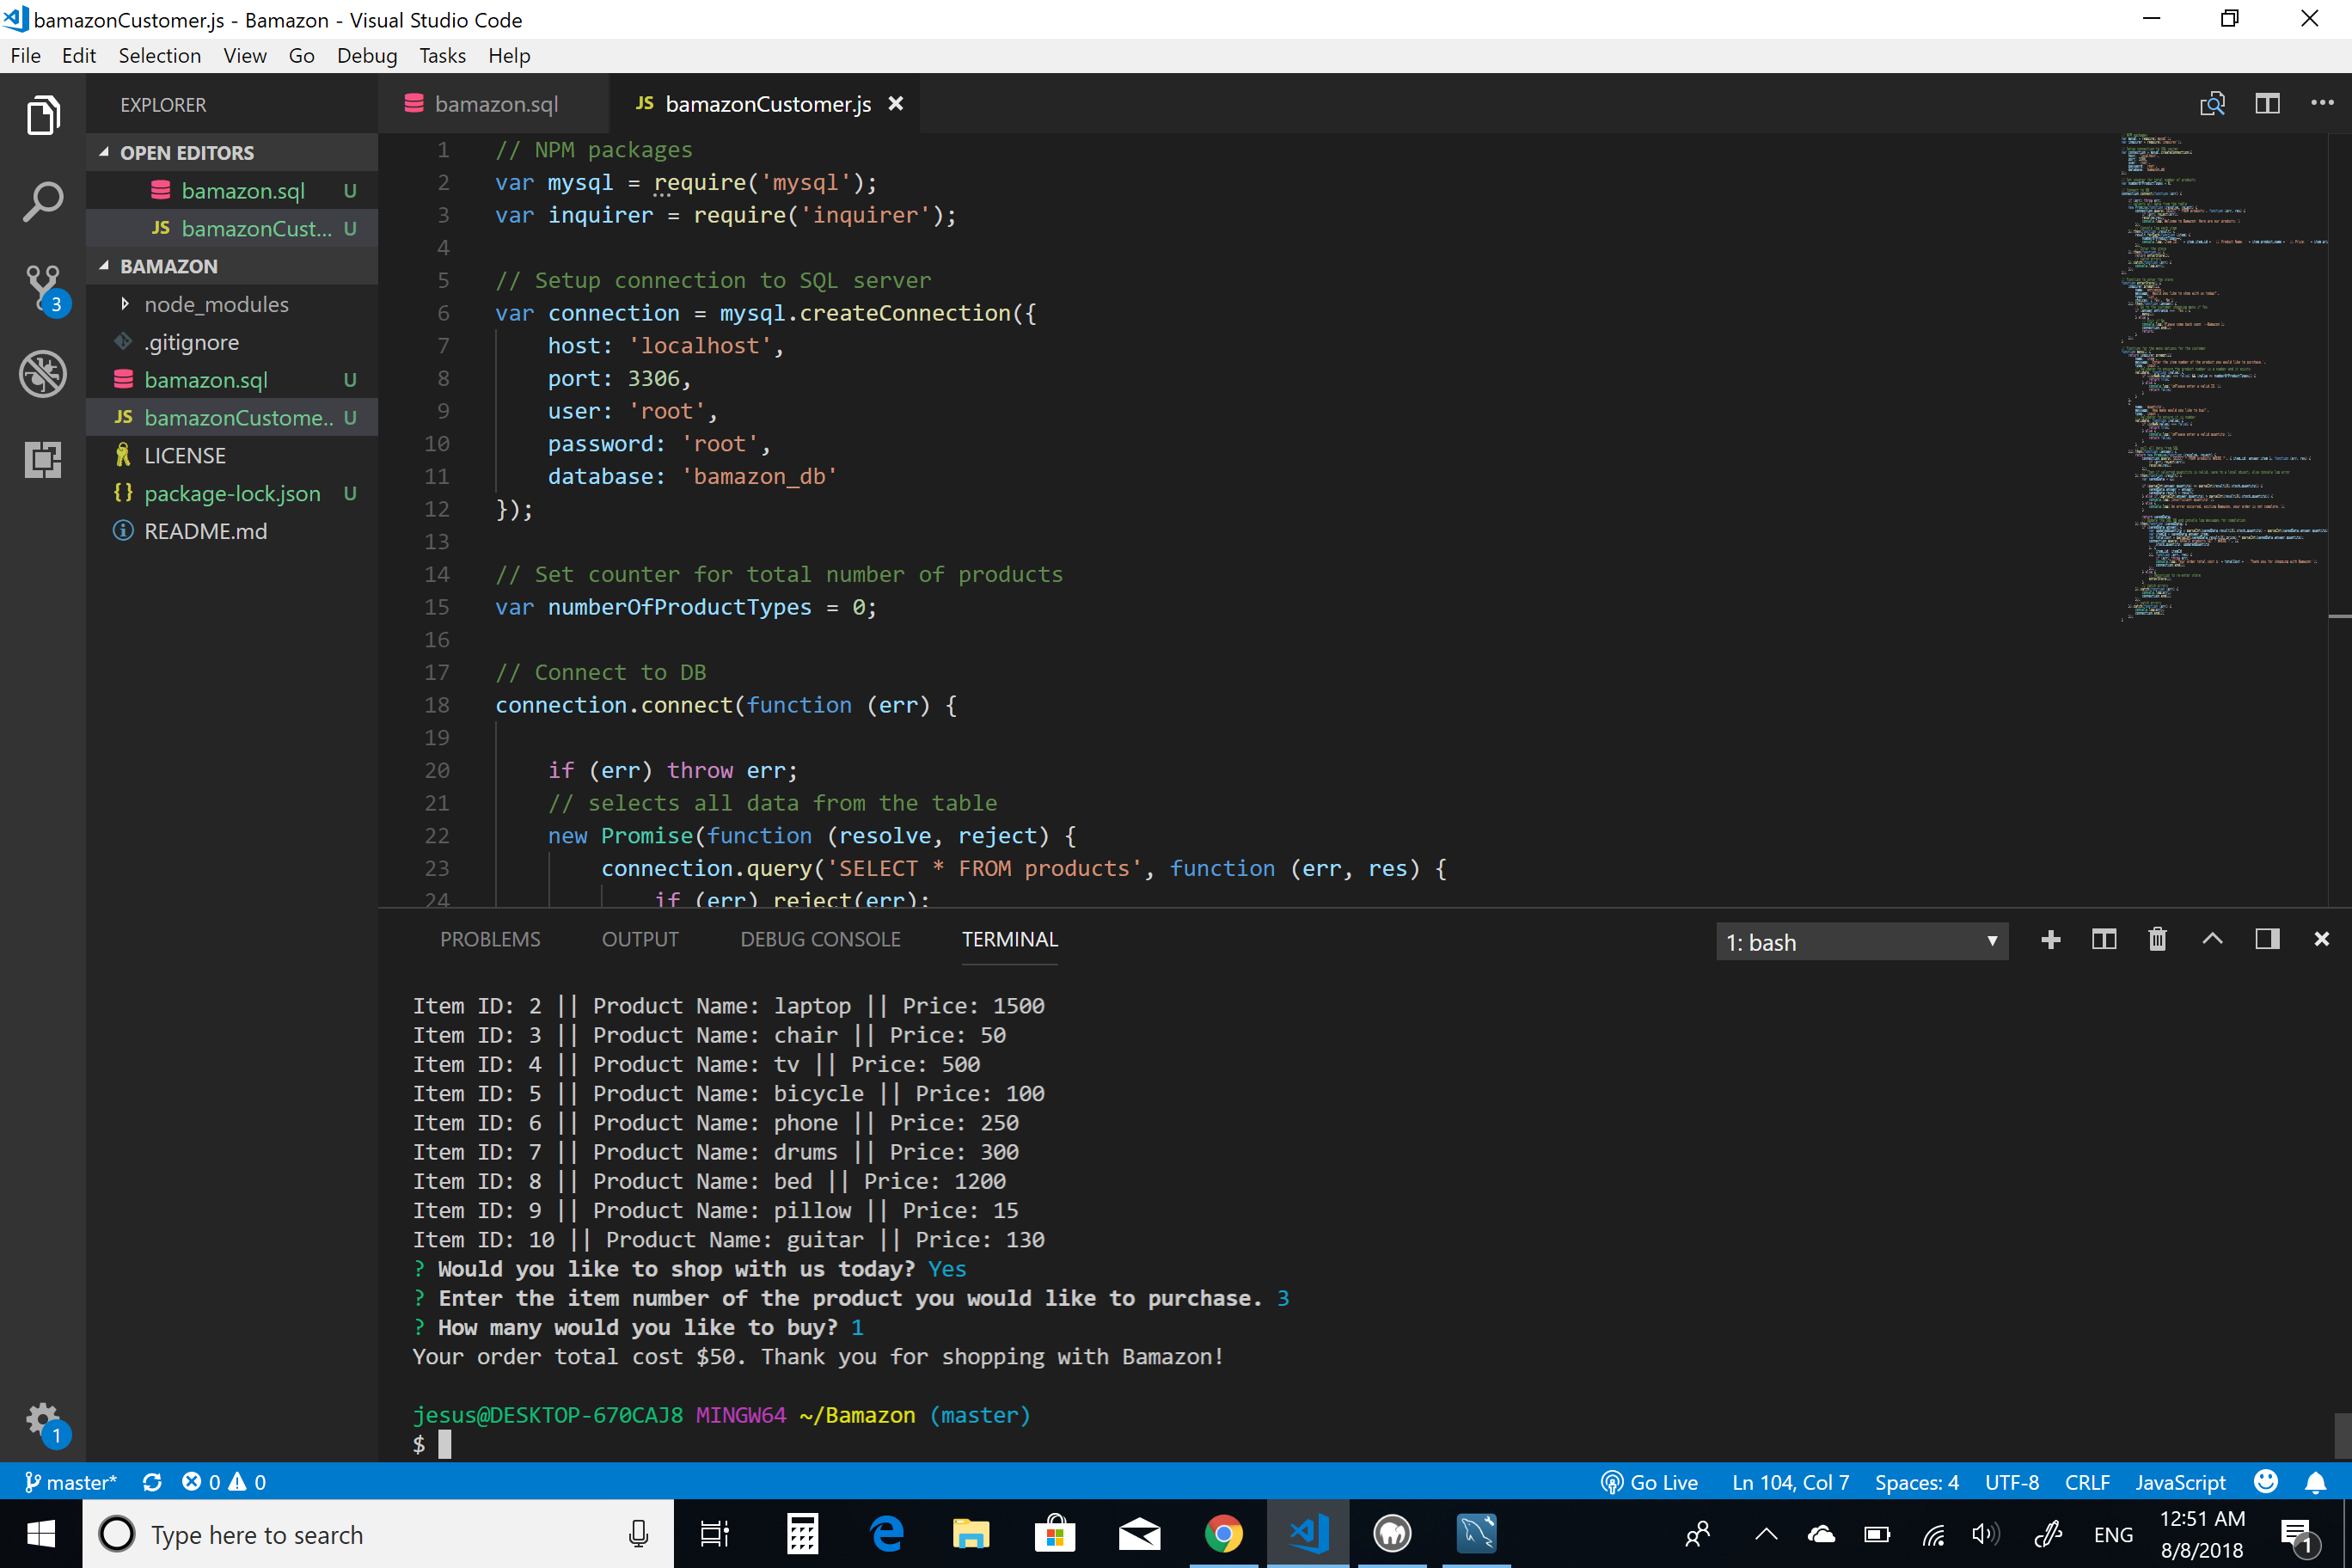 bamazonCustomer.js - Bamazon - Visual Studio Code
File Edit Selection View Go Debug Tasks Help
EXPLORER
OPEN EDITORS
bamazon.sql U
JS bamazonCust... U
BAMAZON
node_modules
.gitignore
bamazon.sql U
JS bamazonCustome.. U
LICENSE
{} package-lock.json U
README.md
3
1
bamazon.sql
JS bamazonCustomer.js
1 // NPM packages
2 var mysql = require('mysql');
3 var inquirer = require('inquirer');
4
5 // Setup connection to SQL server
6 var connection = mysql.createConnection({
7 host: 'localhost',
8 port: 3306,
9 user: 'root',
10 password: 'root',
11 database: 'bamazon_db'
12 });
13
14 // Set counter for total number of products
15 var numberOfProductTypes = 0;
16
17 // Connect to DB
18 connection.connect(function (err) {
19
20 if (err) throw err;
21 // selects all data from the table
22 new Promise(function (resolve, reject) {
23 connection.query('SELECT * FROM products', function (err, res) {
24 if (err) reject(err);
PROBLEMS OUTPUT DEBUG CONSOLE TERMINAL
1: bash
Item ID: 2 || Product Name: laptop || Price: 1500
Item ID: 3 || Product Name: chair || Price: 50
Item ID: 4 || Product Name: tv || Price: 500
Item ID: 5 || Product Name: bicycle || Price: 100
Item ID: 6 || Product Name: phone || Price: 250
Item ID: 7 || Product Name: drums || Price: 300
Item ID: 8 || Product Name: bed || Price: 1200
Item ID: 9 || Product Name: pillow || Price: 15
Item ID: 10 || Product Name: guitar || Price: 130
? Would you like to shop with us today? Yes
? Enter the item number of the product you would like to purchase. 3
? How many would you like to buy? 1
Your order total cost $50. Thank you for shopping with Bamazon!
jesus@DESKTOP-670CAJ8 MINGW64 ~/Bamazon (master)
$
master* 0 0 Go Live Ln 104, Col 7 Spaces: 4 UTF-8 CRLF JavaScript
Type here to search
ENG
12:51 AM
8/8/2018
1